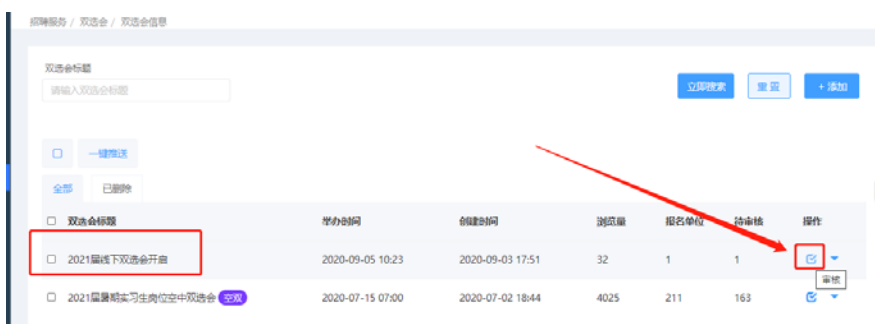 招聘服务 / 双选会 / 双选会信息
双选会标题
请输入双选会标题
立即搜索 重置 + 添加
一键推送
全部 已删除
双选会标题 举办时间 创建时间 浏览量 报名单位 待审核 操作
2021届线下双选会开启 2020-09-05 10:23 2020-09-03 17:51 32 1 1
审核
2021届暑期实习生岗位空中双选会 空双 2020-07-15 07:00 2020-07-02 18:44 4025 211 163